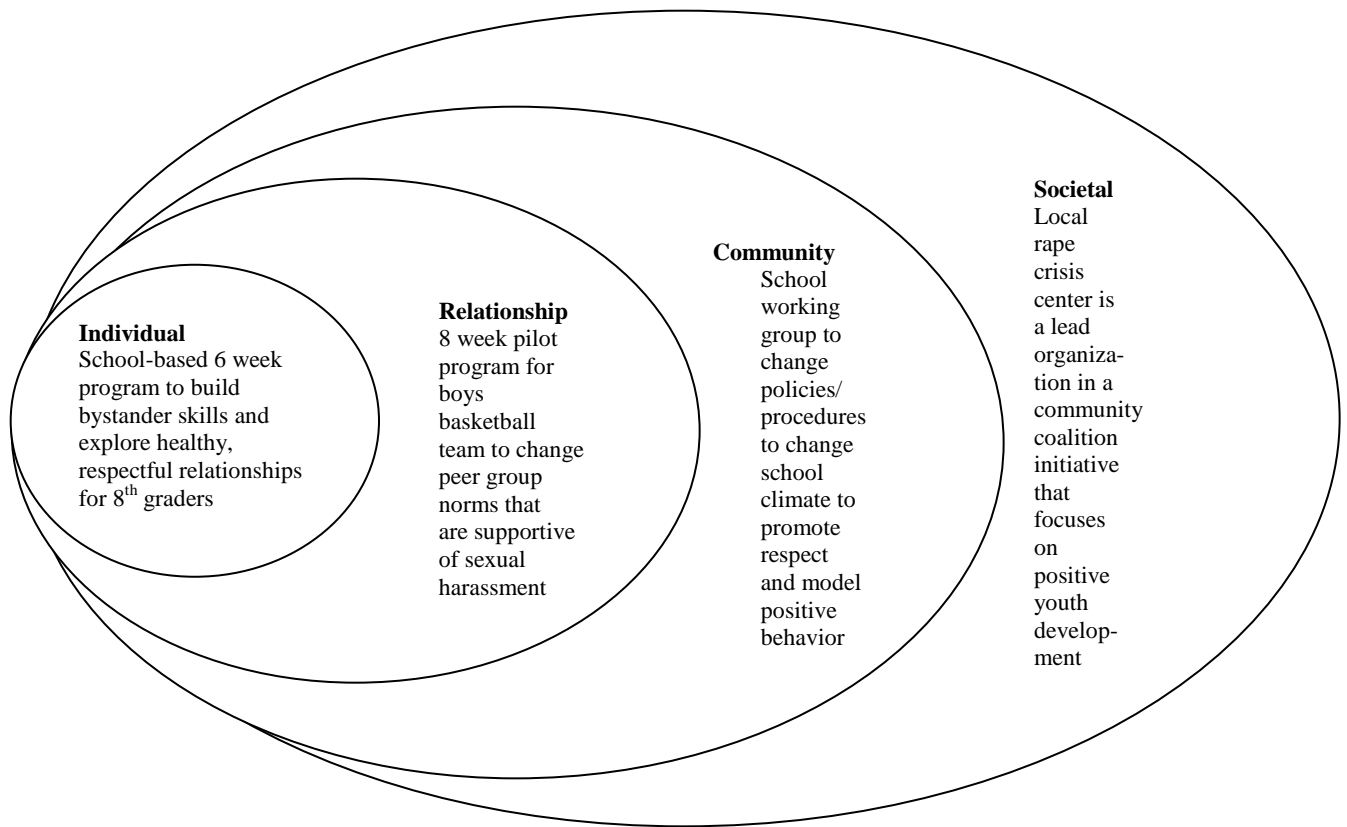 Individual
School-based 6 week
program to build
bystander skills and
explore healthy,
respectful relationships
for 8th graders
Relationship
8 week pilot
program for
boys
basketball
team to change
peer group
norms that
are supportive
of sexual
harassment
Community
School
working
group to
change
policies/
procedures
to change
school
climate to
promote
respect
and model
positive
behavior
Societal
Local
rape
crisis
center is
a lead
organiza-
tion in a
community
coalition
initiative
that
focuses
on
positive
youth
develop-
ment